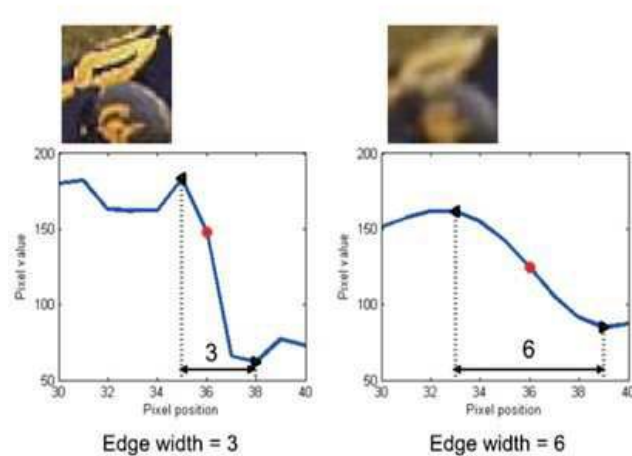 200
150
100
50
Pixel value
3
30 32 34 36 38 40
Pixel position
Edge width = 3
200
150
100
50
Pixel value
6
30 32 34 36 38 40
Pixel position
Edge width = 6